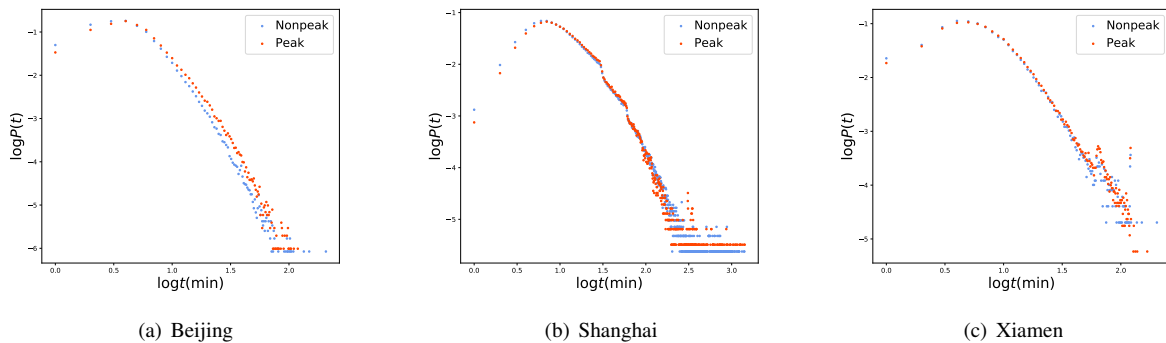 Nonpeak
Peak
−1
−2
−3
−4
−5
−6
logP(t)
0.0 0.5 1.0 1.5 2.0
logt(min)
(a) Beijing
Nonpeak
Peak
−1
−2
−3
−4
−5
logP(t)
0.0 0.5 1.0 1.5 2.0 2.5 3.0
logt(min)
(b) Shanghai
Nonpeak
Peak
−1
−2
−3
−4
−5
logP(t)
0.0 0.5 1.0 1.5 2.0
logt(min)
(c) Xiamen